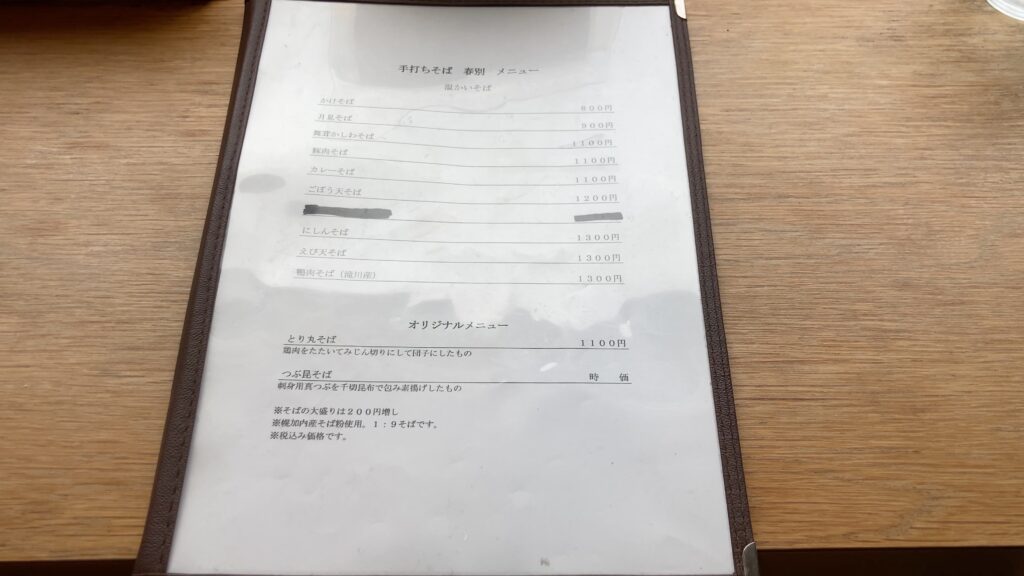 手打ちそば 春別 メニュー
温かいそば
かけそば 800円
月見そば 900円
舞茸かしわそば 1100円
豚肉そば 1100円
カレーそば 1100円
ごぼう天そば 1200円
にしんそば 1300円
えび天そば 1300円
鴨肉そば(滝川産) 1300円
オリジナルメニュー
とり丸そば 1100円
鶏肉をたたいてみじん切りにして団子にしたもの
つぶ昆そば 時 価
刺身用真つぶを千切昆布で包み素揚げしたもの
※そばの大盛りは200円増し
※幌加内産そば粉使用。1:9そばです。
※税込み価格です。